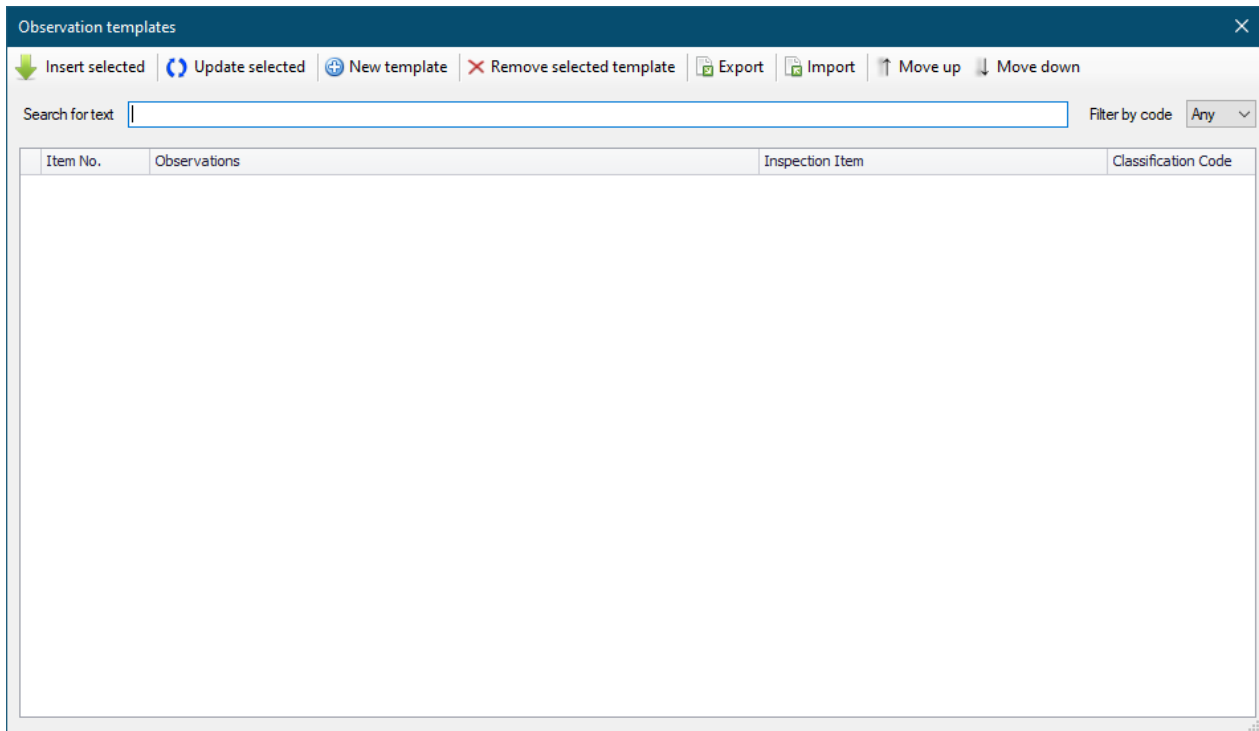 Observation templates
Insert selected Update selected New template Remove selected template Export Import Move up Move down
Search for text Filter by code Any
Item No. Observations Inspection Item Classification Code